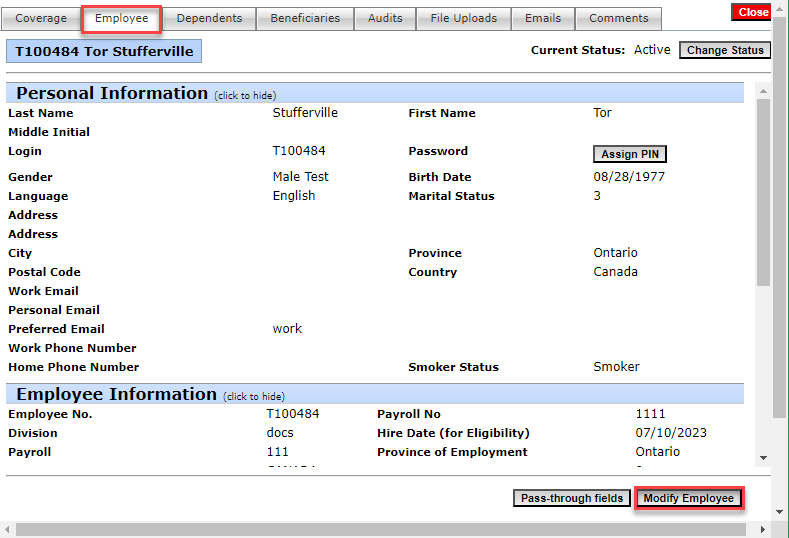 Coverage Employee Dependents Beneficiaries Audits File Uploads Emails Comments Close
T100484 Tor Stufferville Current Status: Active Change Status
Personal Information (click to hide)
Last Name Stufferville First Name Tor
Middle Initial
Login T100484 Password Assign PIN
Gender Male Test Birth Date 08/28/1977
Language English Marital Status 3
Address
Address
City Province Ontario
Postal Code Country Canada
Work Email
Personal Email
Preferred Email work
Work Phone Number
Home Phone Number Smoker Status Smoker
Employee Information (click to hide)
Employee No. T100484 Payroll No 1111
Division docs Hire Date (for Eligibility) 07/10/2023
Payroll 111 Province of Employment Ontario
Pass-through fields Modify Employee